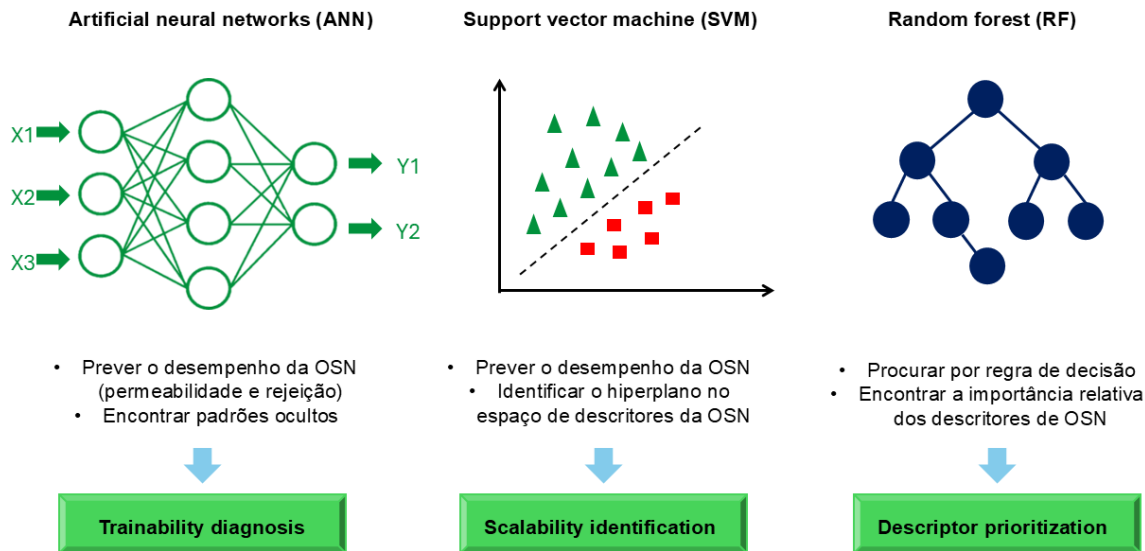 Artificial neural networks (ANN)
Support vector machine (SVM)
Random forest (RF)
X1
X2
X3
Y1
Y2
• Prever o desempenho da OSN
(permeabilidade e rejeição)
• Encontrar padrões ocultos
• Prever o desempenho da OSN
• Identificar o hiperplano no
espaço de descritores da OSN
• Procurar por regra de decisão
• Encontrar a importância relativa
dos descritores de OSN
Trainability diagnosis
Scalability identification
Descriptor prioritization